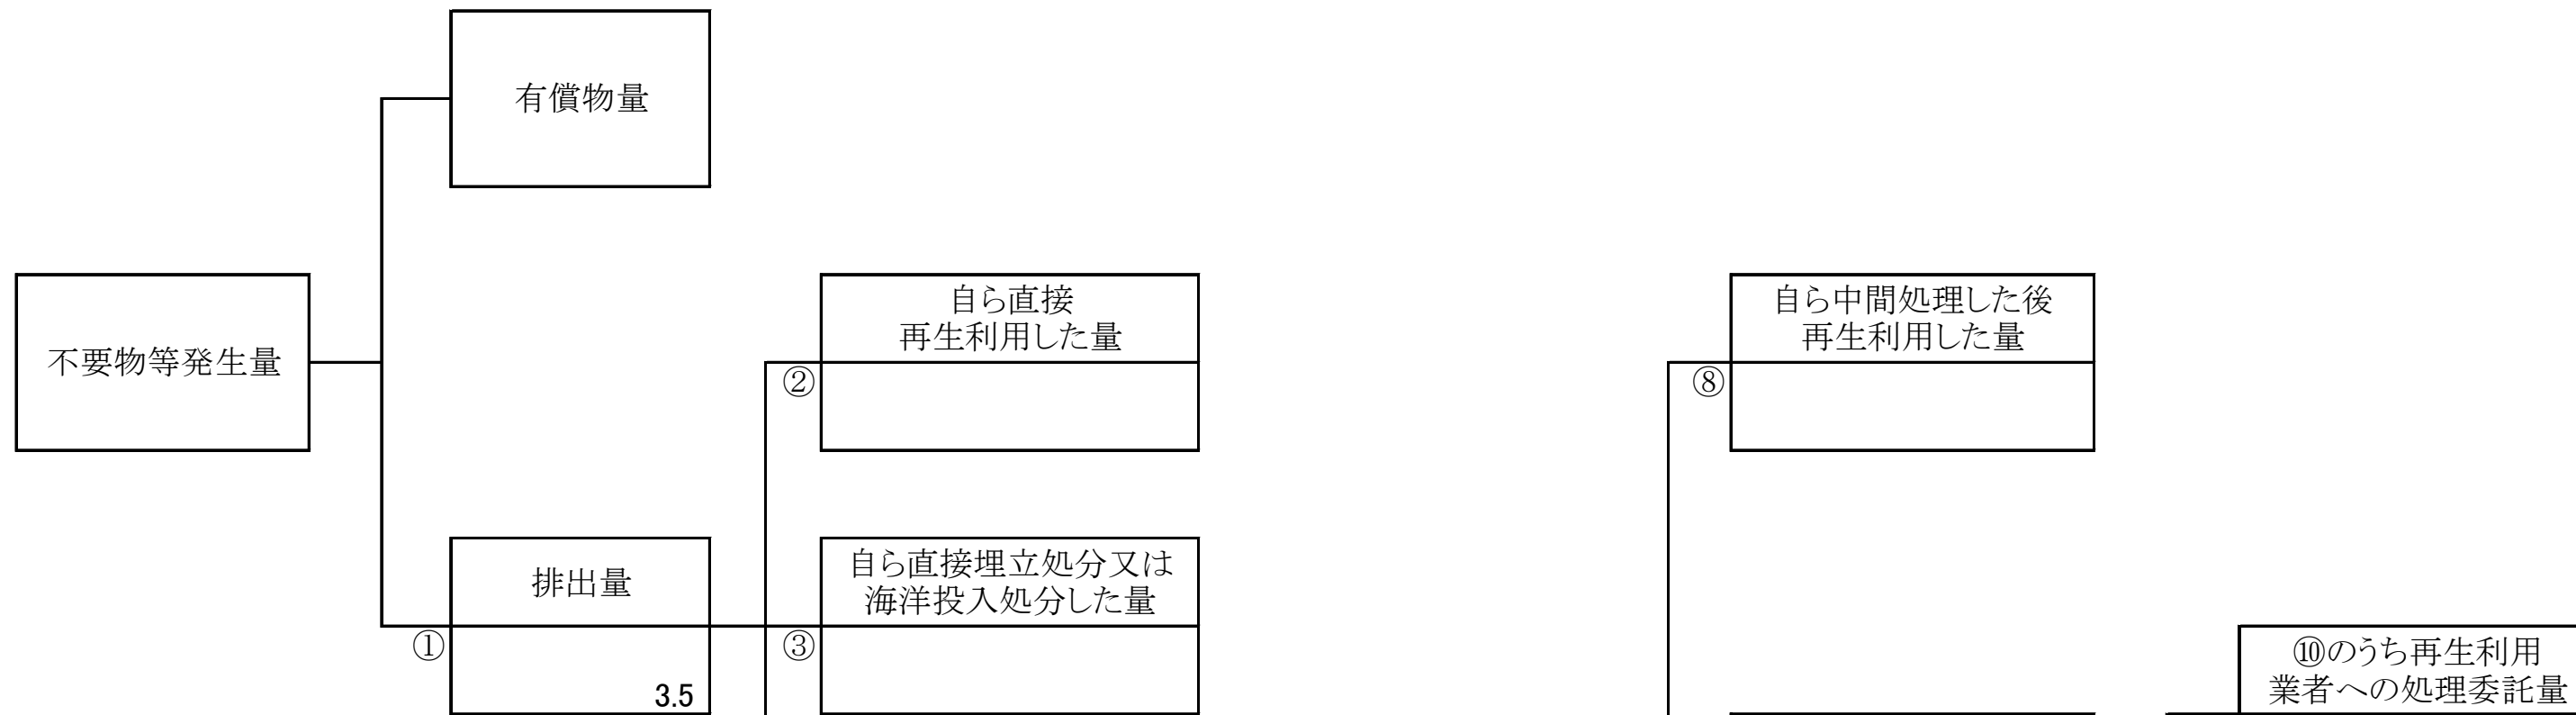 有償物量
不要物等発生量
自ら直接
再生利用した量
②
自ら中間処理した後
再生利用した量
⑧
排出量
①
3.5
自ら直接埋立処分又は
海洋投入処分した量
③
⑩のうち再生利用
業者への処理委託量